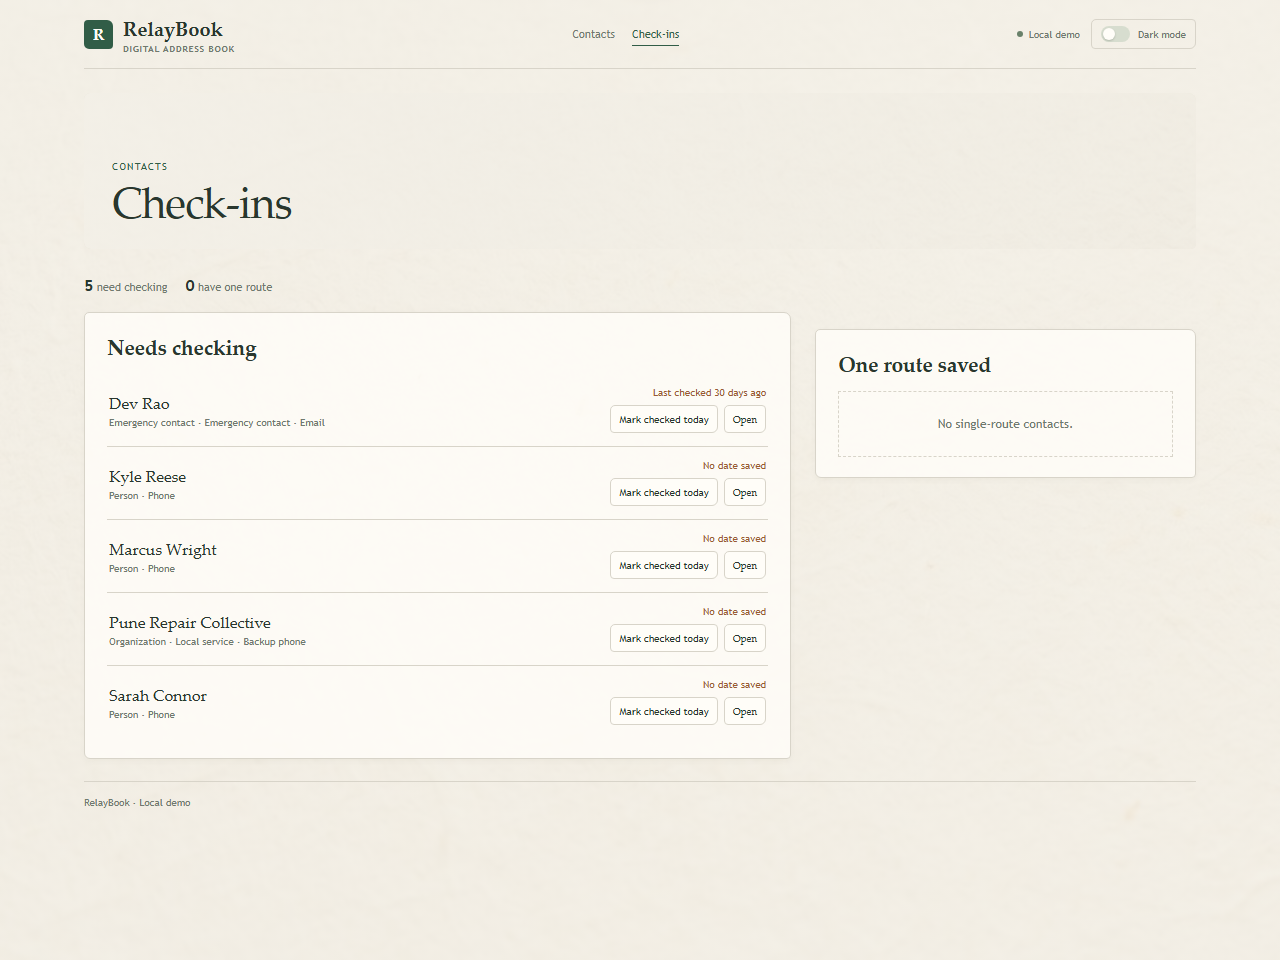 R
RelayBook
DIGITAL ADDRESS BOOK
Contacts
Check-ins
Local demo
Dark mode
CONTACTS
Check-ins
5 need checking
0 have one route
Needs checking
Dev Rao
Emergency contact · Emergency contact · Email
Last checked 30 days ago
Mark checked today
Open
Kyle Reese
Person · Phone
No date saved
Mark checked today
Open
Marcus Wright
Person · Phone
No date saved
Mark checked today
Open
Pune Repair Collective
Organization · Local service · Backup phone
No date saved
Mark checked today
Open
Sarah Connor
Person · Phone
No date saved
Mark checked today
Open
One route saved
No single-route contacts.
RelayBook · Local demo